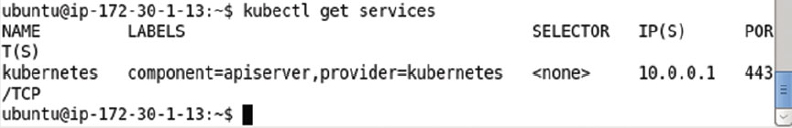 ubuntu@ip-172-30-1-13:~$ kubectl get services
NAME LABELS SELECTOR IP(S) POR
T(S)
kubernetes component=apiserver,provider=kubernetes <none> 10.0.0.1 443
/TCP
ubuntu@ip-172-30-1-13:~$